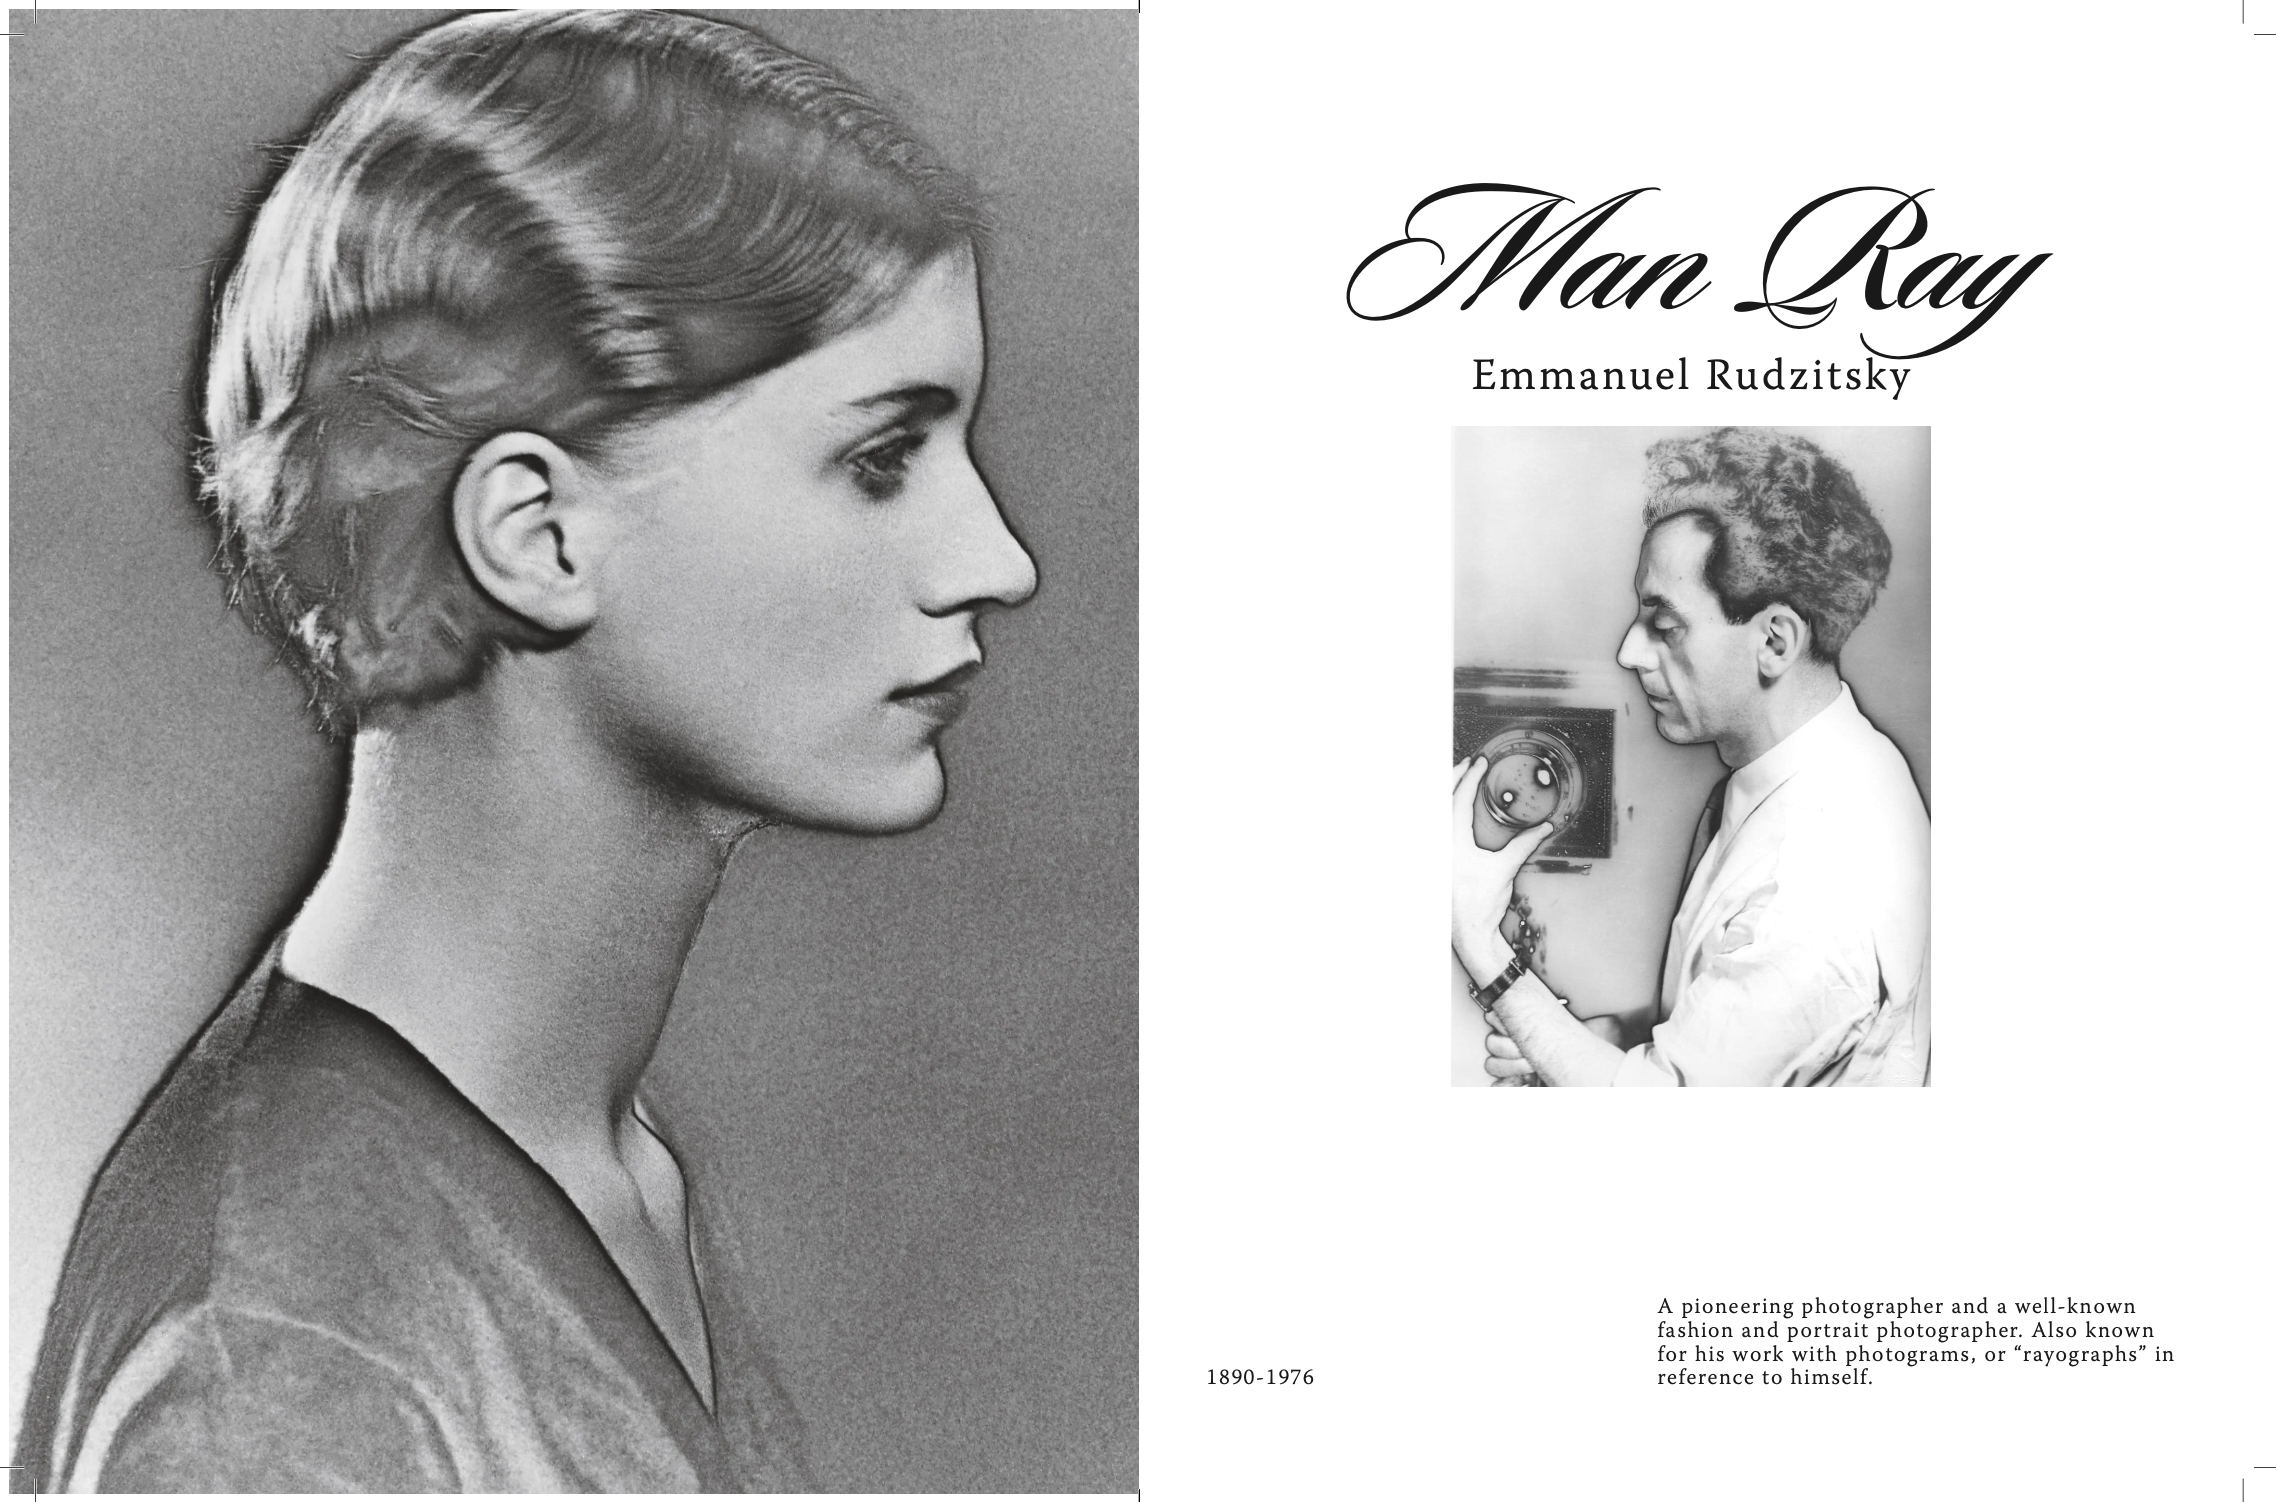 Man Ray
Emmanuel Rudzitsky
1890-1976
A pioneering photographer and a well-known
fashion and portrait photographer. Also known
for his work with photograms, or “rayographs” in
reference to himself.